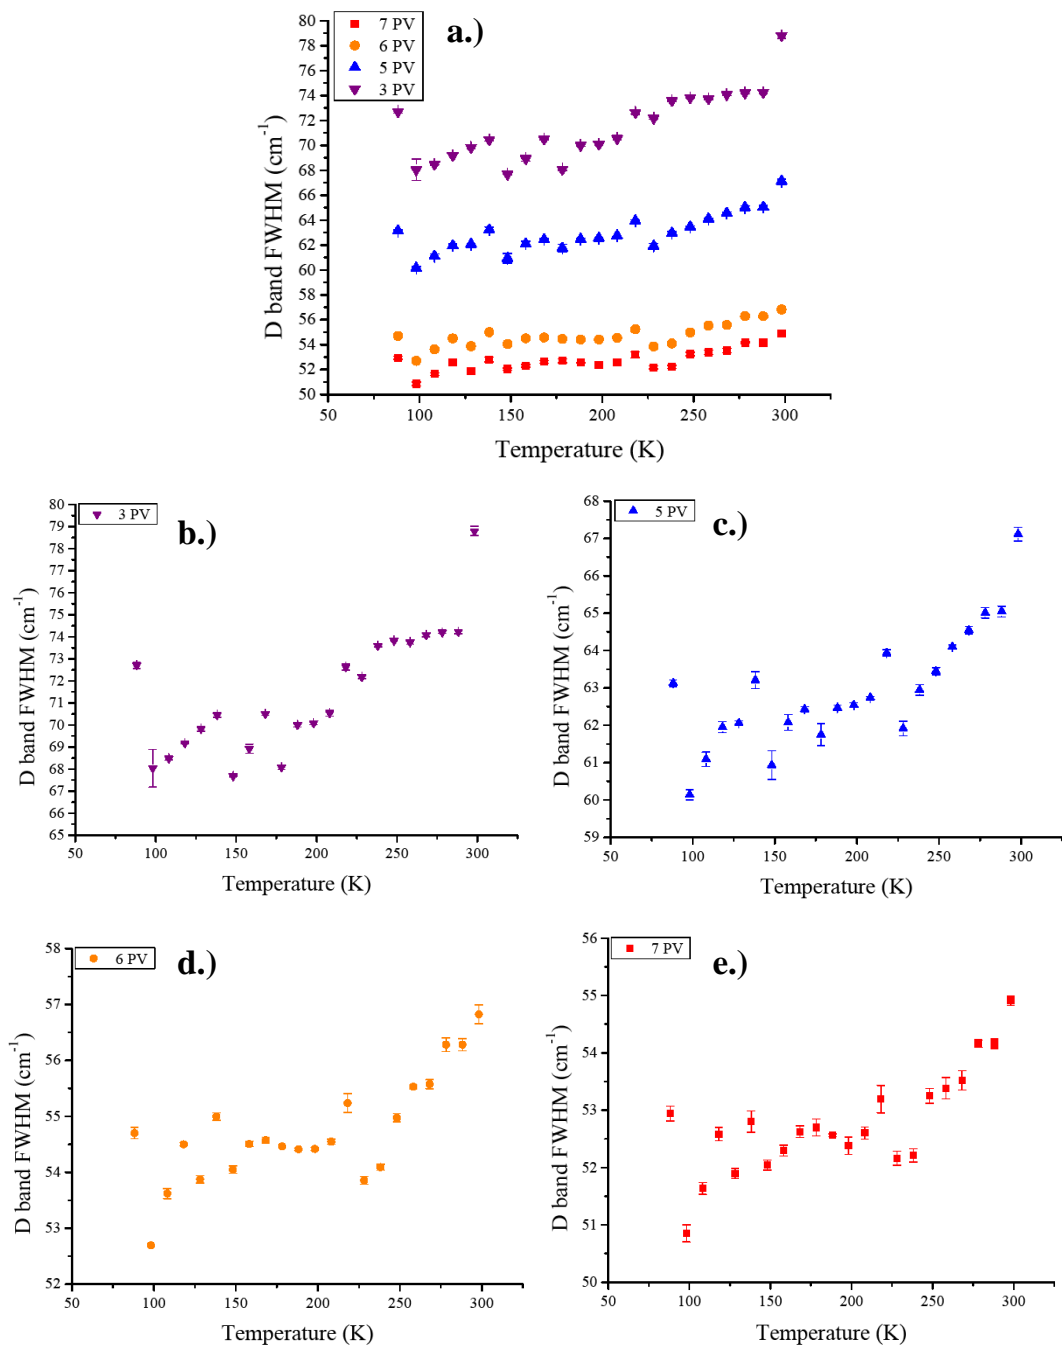 a.)
7 PV
6 PV
5 PV
3 PV
80
78
76
74
72
70
68
66
64
62
60
58
56
54
52
50
D band FWHM (cm⁻¹)
50 100 150 200 250 300
Temperature (K)
b.)
3 PV
80
79
78
77
76
75
74
73
72
71
70
69
68
67
66
65
D band FWHM (cm⁻¹)
50 100 150 200 250 300
Temperature (K)
c.)
5 PV
68
67
66
65
64
63
62
61
60
59
D band FWHM (cm⁻¹)
50 100 150 200 250 300
Temperature (K)
d.)
6 PV
58
57
56
55
54
53
52
D band FWHM (cm⁻¹)
50 100 150 200 250 300
Temperature (K)
e.)
7 PV
56
55
54
53
52
51
50
D band FWHM (cm⁻¹)
50 100 150 200 250 300
Temperature (K)